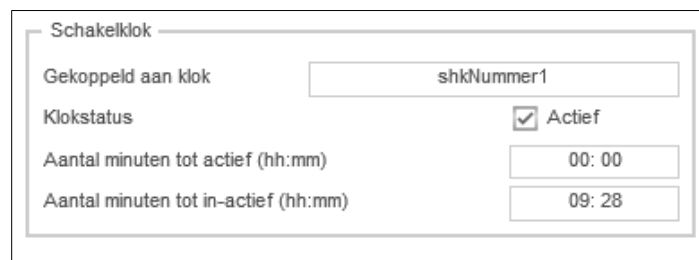 Schakelklok
Gekoppeld aan klok shkNummer1
Klokstatus Actief
Aantal minuten tot actief (hh:mm) 00: 00
Aantal minuten tot in-actief (hh:mm) 09: 28